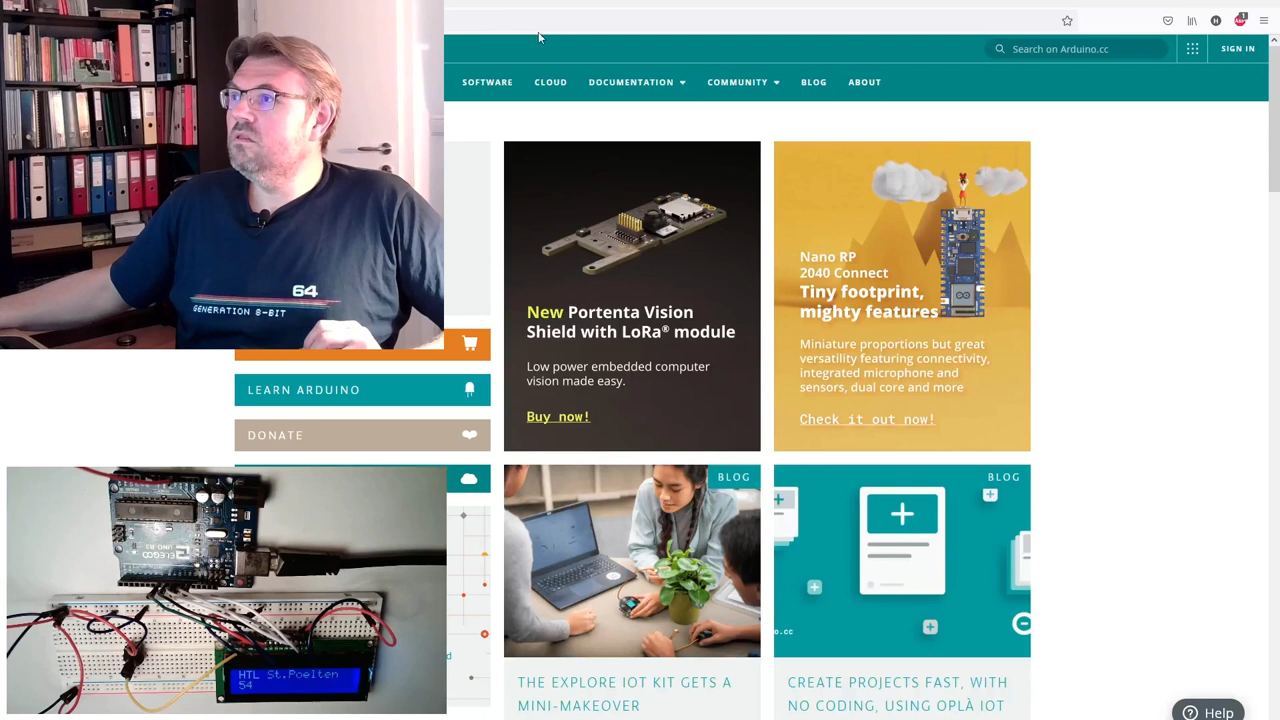 Search on Arduino.cc
SIGN IN
SOFTWARE
CLOUD
DOCUMENTATION
COMMUNITY
BLOG
ABOUT
64
GENERATION 8-BIT
New Portenta Vision
Shield with LoRa® module
Low power embedded computer
vision made easy.
Buy now!
Nano RP
2040 Connect
Tiny footprint,
mighty features
Miniature proportions but great
versatility featuring connectivity,
integrated microphone and
sensors, dual core and more
Check it out now!
LEARN ARDUINO
DONATE
BLOG
THE EXPLORE IOT KIT GETS A
MINI-MAKEOVER
BLOG
CREATE PROJECTS FAST, WITH
NO CODING, USING OPLÀ IOT
UNO R3
ELEGOO
HTL St.Poelten
54
Help